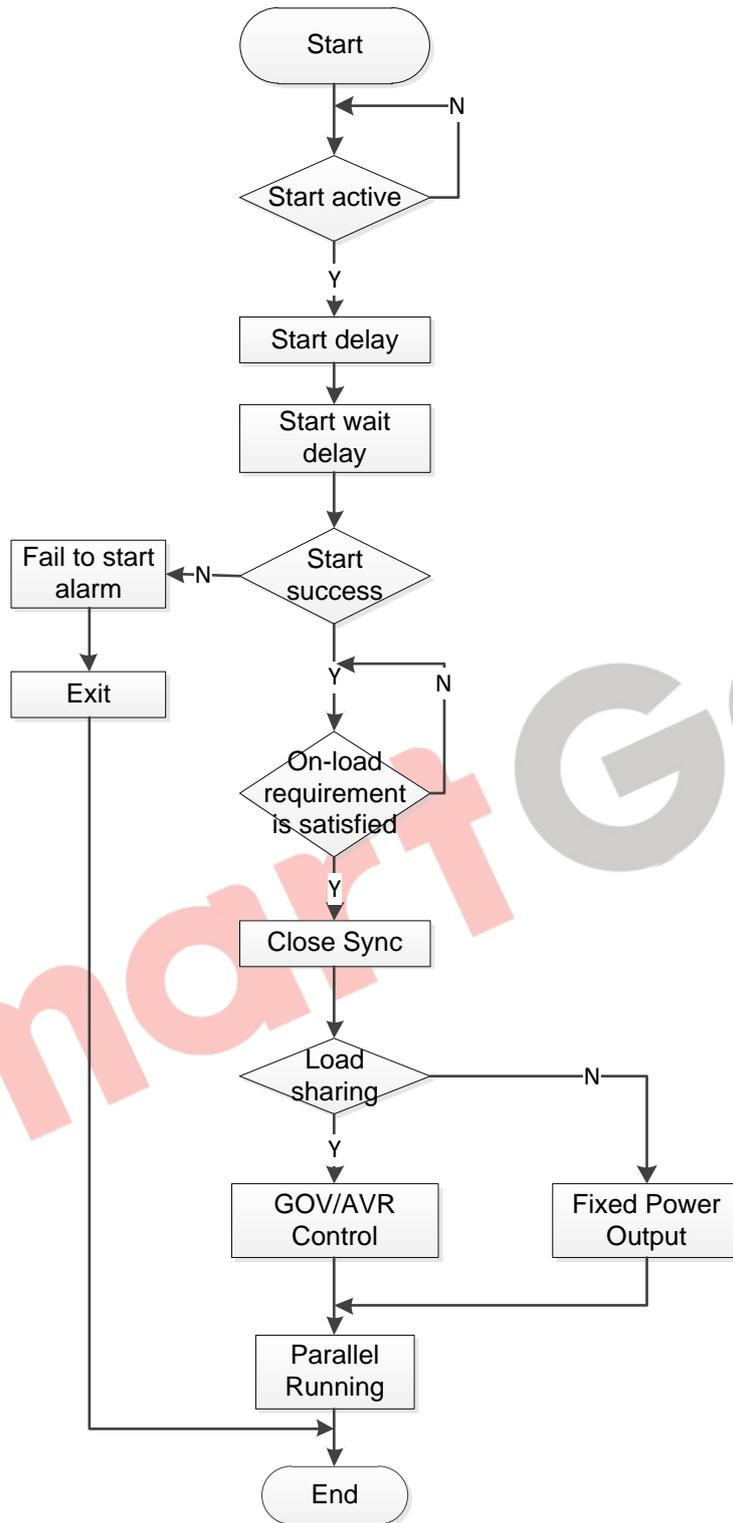 Start
N
Start active
Y
Start delay
Start wait
delay
Start
success
N
Fail to start
alarm
Exit
Y
N
On-load
requirement
is satisfied
Y
Close Sync
Load
sharing
N
Y
GOV/AVR
Control
Fixed Power
Output
Parallel
Running
End